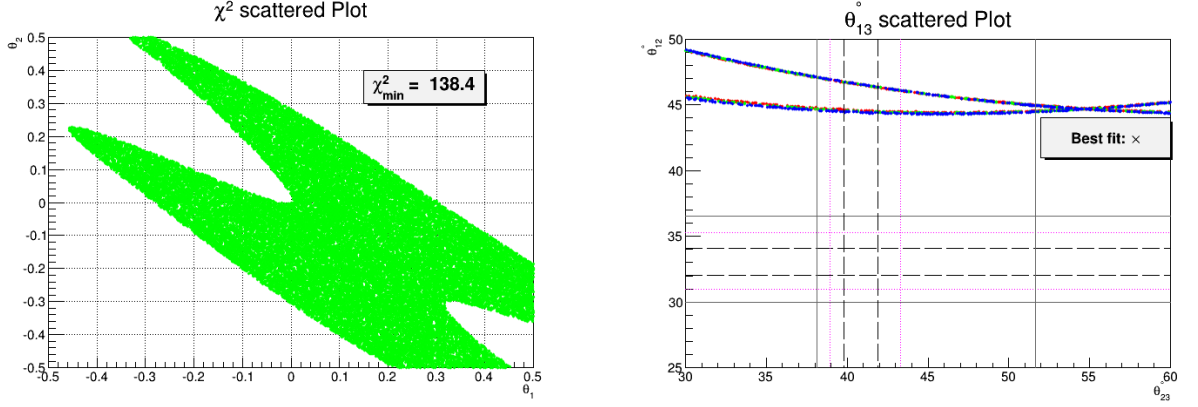 χ² scattered Plot
θ₂
0.5
0.4
0.3
0.2
0.1
0
-0.1
-0.2
-0.3
-0.4
-0.5
χ²min = 138.4
-0.5 -0.4 -0.3 -0.2 -0.1 0 0.1 0.2 0.3 0.4 0.5
θ₁
θ°₁₃ scattered Plot
θ°₁₂
50
45
40
35
30
25
Best fit: ×
30 35 40 45 50 55 60
θ°₂₃